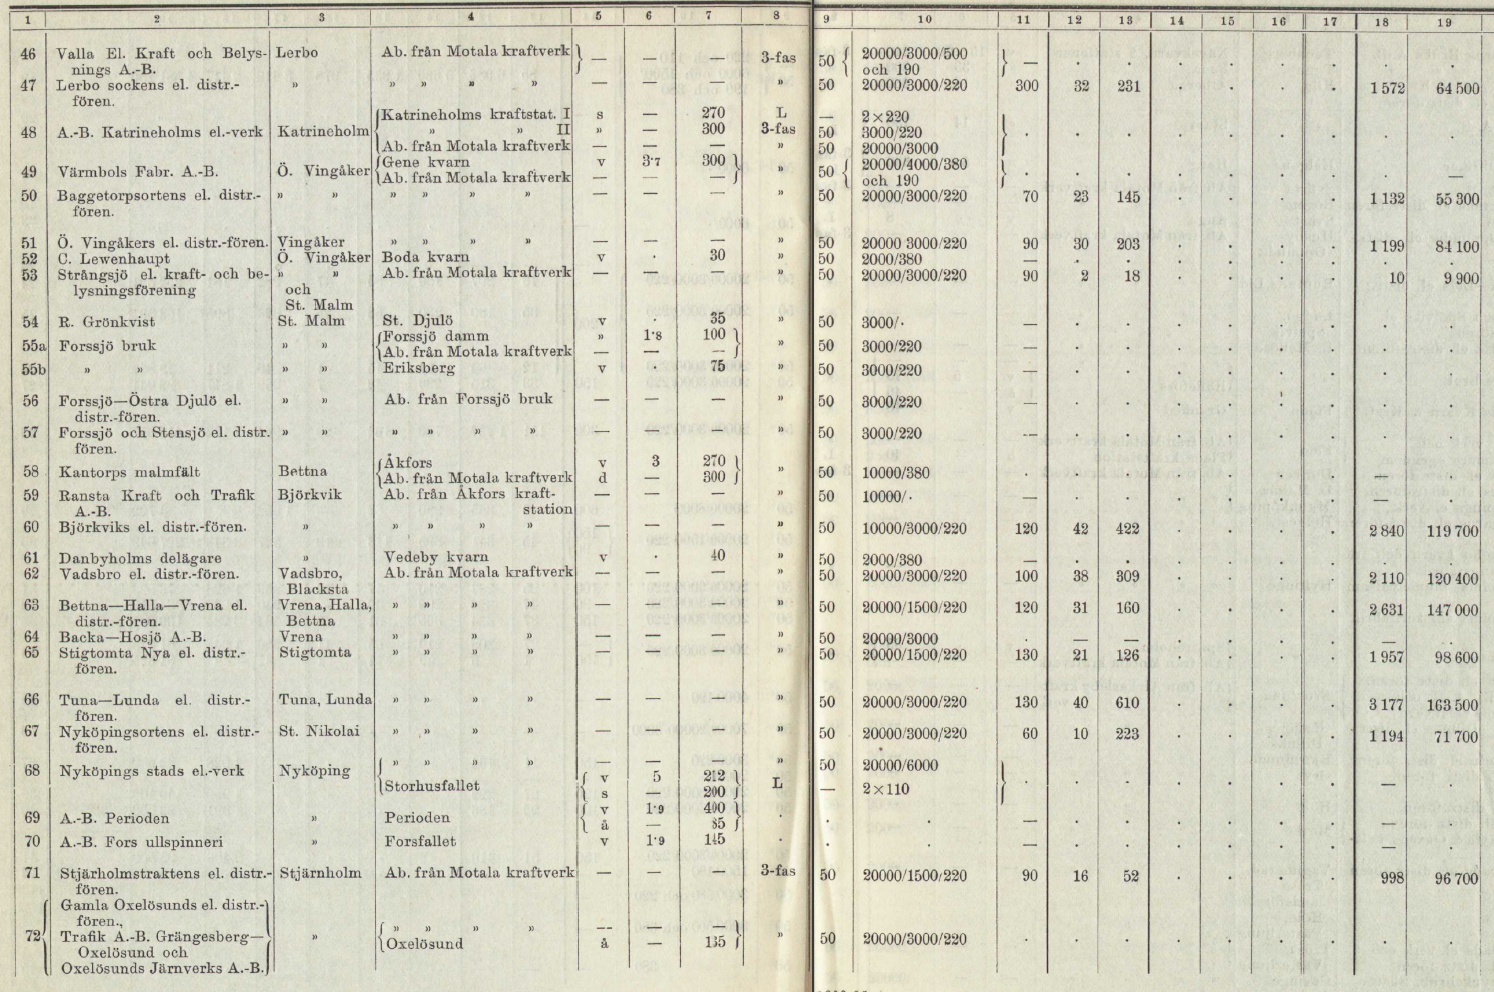 1 2 3 4 5 6 7 8 9 10 11 12 13 14 15 16 17 18 19
46 Valla El. Kraft och Belys- Lerbo Ab. från Motala kraftverk — — — 3-fas 50 20000/3000/500 — . . . . . . . .
nings A.-B. och 190
47 Lerbo sockens el. distr.- » » » » » — — — » 50 20000/3000/220 300 32 231 . . . . 1 572 64 500
fören.
Katrineholms kraftstat. I s — 270 L — 2×220
48 A.-B. Katrineholms el.-verk Katrineholm » » II » — 300 3-fas 50 3000/220 . . . . . . . . .
Ab. från Motala kraftverk — — — » 50 20000/3000
49 Värmbols Fabr. A.-B. Ö. Vingåker Gene kvarn v 3·7 300 » 50 20000/4000/380 . . . . . . . . —
Ab. från Motala kraftverk — — — och 190
50 Baggetorpsortens el. distr.- » » » » » » — — — » 50 20000/3000/220 70 23 145 . . . . 1 132 55 300
fören.
51 Ö. Vingåkers el. distr.-fören. Vingåker » » » » — — — » 50 20000 3000/220 90 30 203 . . . . 1 199 84 100
52 C. Lewenhaupt Ö. Vingåker Boda kvarn v . 30 » 50 2000/380 — . . . . . . . .
53 Strångsjö el. kraft- och be- » » Ab. från Motala kraftverk — — — » 50 20000/3000/220 90 2 18 . . . . 10 9 900
lysningsförening och
St. Malm
54 R. Grönkvist St. Malm St. Djulö v . 35 » 50 3000/· — . . . . . . . .
55a Forssjö bruk » » Forssjö damm » 1·8 100 » 50 3000/220 — . . . . . . . .
Ab. från Motala kraftverk — — —
55b » » » » Eriksberg v 75 » 50 3000/220 — . . . . . . . .
56 Forssjö—Östra Djulö el. » » Ab. från Forssjö bruk — — — » 50 3000/220 — . . . . . . . .
distr.-fören.
57 Forssjö och Stensjö el. distr. » » » » » » — — — » 50 3000/220 — . . . . . . . .
fören.
58 Kantorps malmfält Bettna Åkfors v 3 270 » 50 10000/380 — . . . . . . — .
Ab. från Motala kraftverk d — 300
59 Ransta Kraft och Trafik Björkvik Ab. från Åkfors kraft- — — — » 50 10000/· — . . . . . . — .
A.-B. station
60 Björkviks el. distr.-fören. » » » » » — — — » 50 10000/3000/220 120 42 422 . . . . 2 840 119 700
61 Danbyholms delägare » Vedeby kvarn v . 40 » 50 2000/380 — . . . . . . . .
62 Vadsbro el. distr.-fören. Vadsbro, Ab. från Motala kraftverk — — — » 50 20000/3000/220 100 38 309 . . . . 2 110 120 400
Blacksta
63 Bettna—Halla—Vrena el. Vrena, Halla, » » » » — — — » 50 20000/1500/220 120 31 160 . . . . 2 631 147 000
distr.-fören. Bettna
64 Backa—Hosjö A.-B. Vrena » » » » — — — » 50 20000/3000 . — — . . . . — .
65 Stigtomta Nya el. distr.- Stigtomta » » » » — — — » 50 20000/1500/220 130 21 126 . . . . 1 957 98 600
fören.
66 Tuna—Lunda el. distr.- Tuna, Lunda » » » » — — — » 50 20000/3000/220 130 40 610 . . . . 3 177 163 500
fören.
67 Nyköpingsortens el. distr.- St. Nikolai » » » » — — — » 50 20000/3000/220 60 10 223 . . . . 1 194 71 700
fören.
68 Nyköpings stads el.-verk Nyköping » » » » — — — » 50 20000/6000 . . . . . . . — .
Storhusfallet v 5 212 L — 2×110
s — 200
69 A.-B. Perioden » Perioden v 1·9 400 . . . — . . . . . . — .
å — 85
70 A.-B. Fors ullspinneri » Forsfallet v 1·9 145 . . . — . . . . . . — .
71 Stjärholmstraktens el. distr.- Stjärnholm Ab. från Motala kraftverk — — — 3-fas 50 20000/1500/220 90 16 52 . . . . 998 96 700
fören.
Gamla Oxelösunds el. distr.-
fören.,
72 Trafik A.-B. Grängesberg— » » » » » — — — » 50 20000/3000/220 . . . . . . . . .
Oxelösund och Oxelösund å — 135
Oxelösunds Järnverks A.-B.